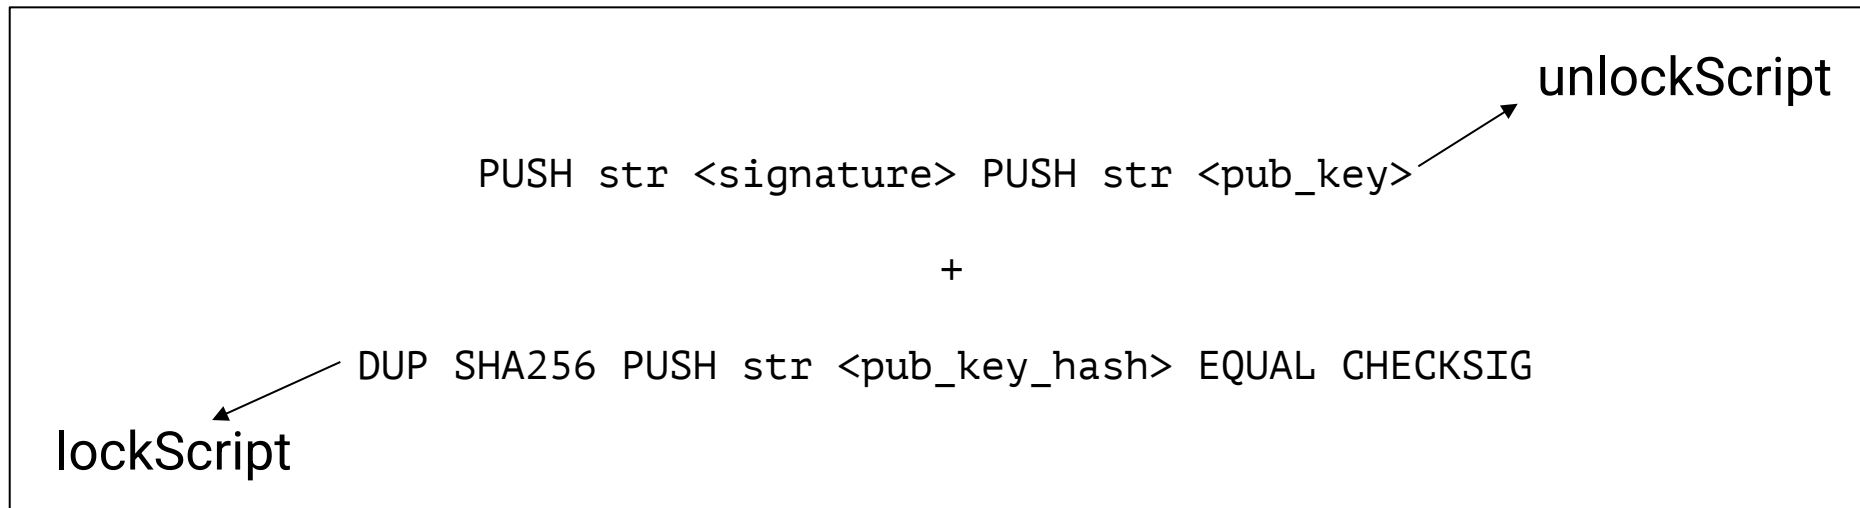 unlockScript
PUSH str <signature> PUSH str <pub_key>
+
DUP SHA256 PUSH str <pub_key_hash> EQUAL CHECKSIG
lockScript